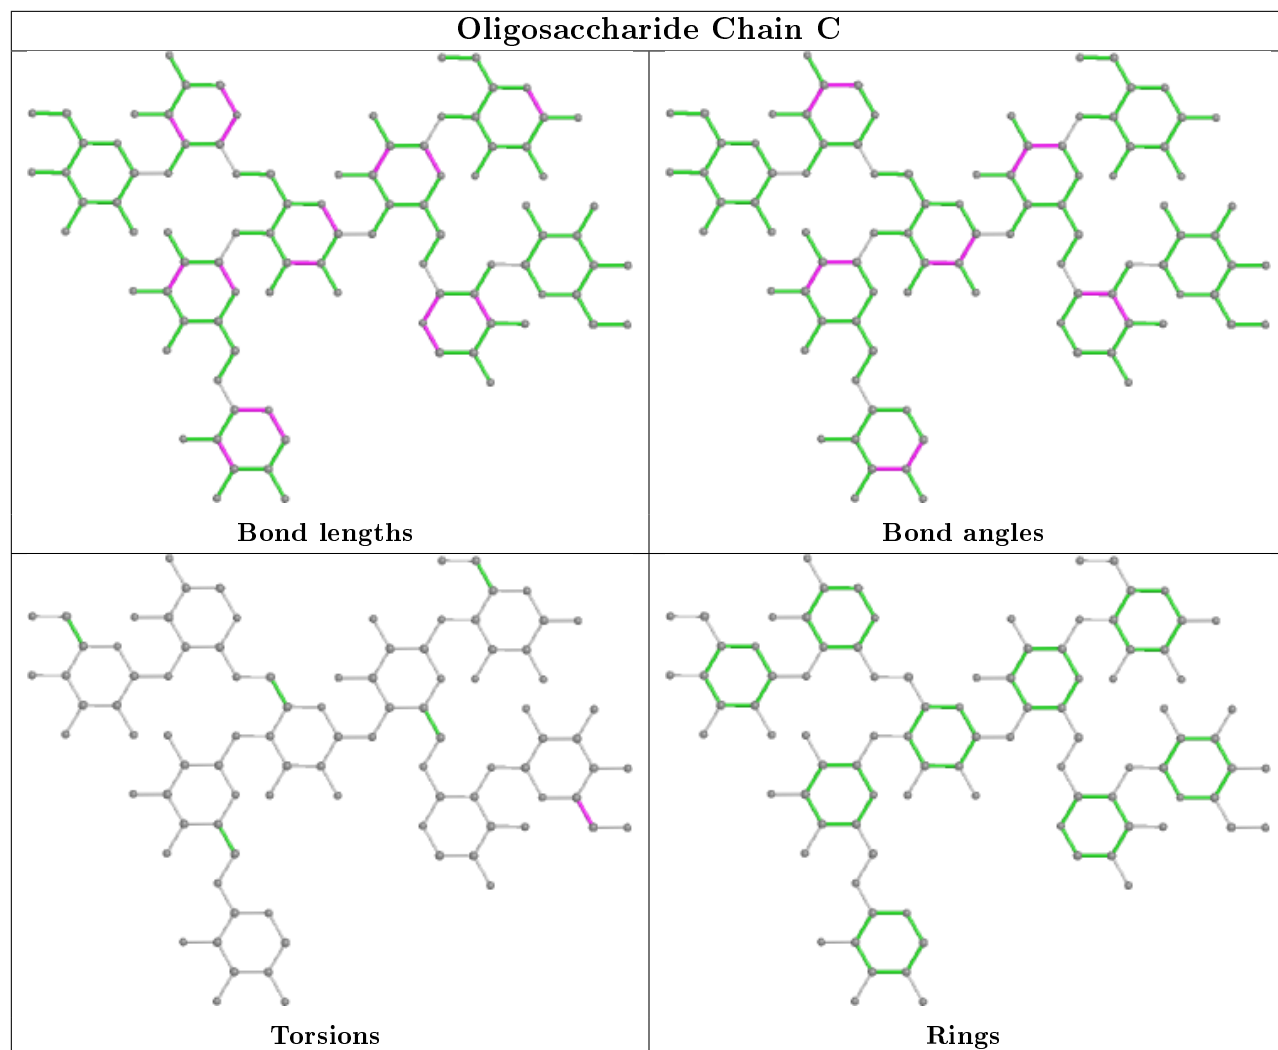 Oligosaccharide Chain C
Bond lengths
Bond angles
Torsions
Rings